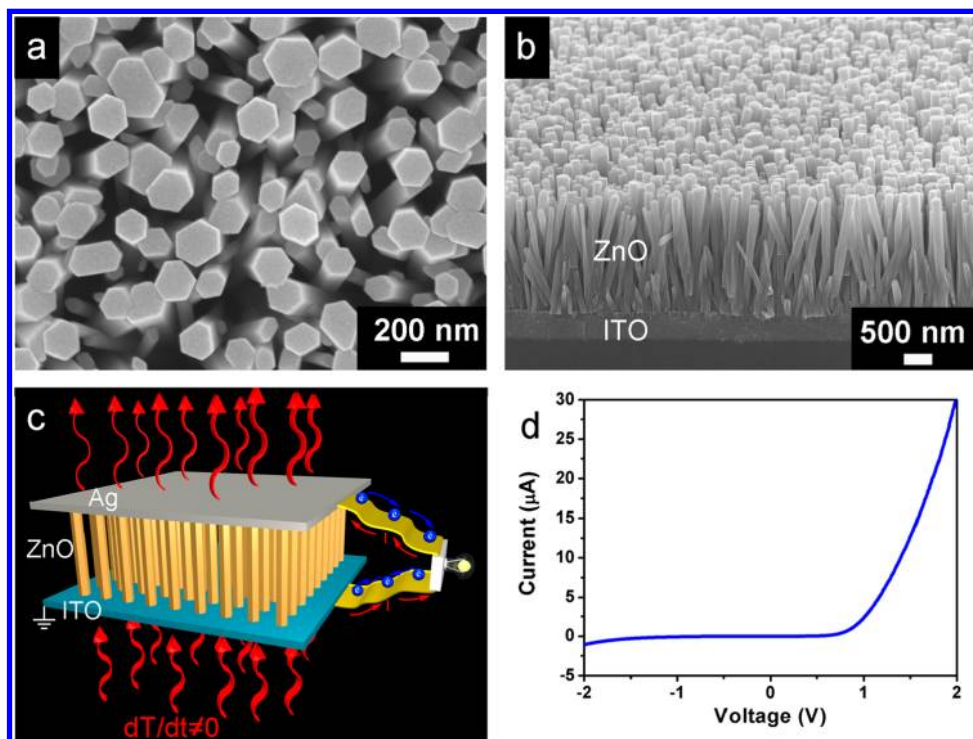 a
200 nm
b
ZnO
ITO
500 nm
c
Ag
ZnO
ITO
dT/dt≠0
e
e
e
I
e
e
e
I
d
Current (μA)
30
25
20
15
10
5
0
-5
-2
-1
0
1
2
Voltage (V)